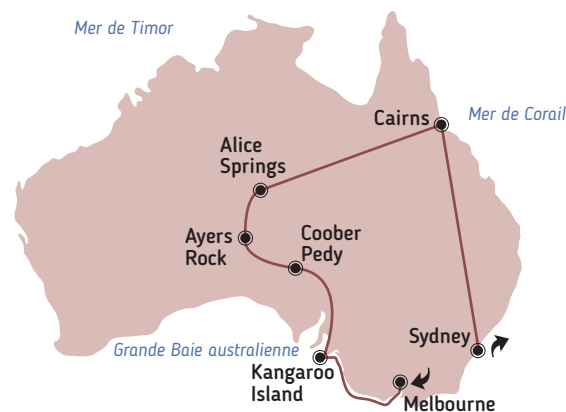 Mer de Timor
Cairns
Mer de Corail
Alice
Springs
Ayers
Rock
Coober
Pedy
Sydney
Grande Baie australienne
Kangaroo
Island
Melbourne